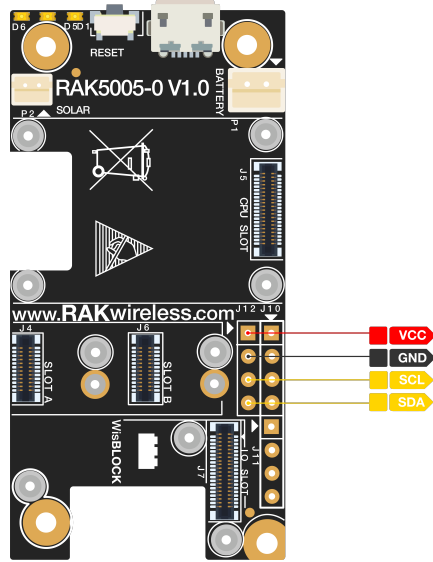 D6 D5 D1
RESET
RAK5005-0 V1.0
BATTERY
SOLAR
P2
P1
J5
CPU SLOT
www.RAKwireless.com
J12 J10
J4
J6
VCC
GND
SCL
SDA
SLOT A
SLOT B
WisBLOCK
J7
IO SLOT
J11